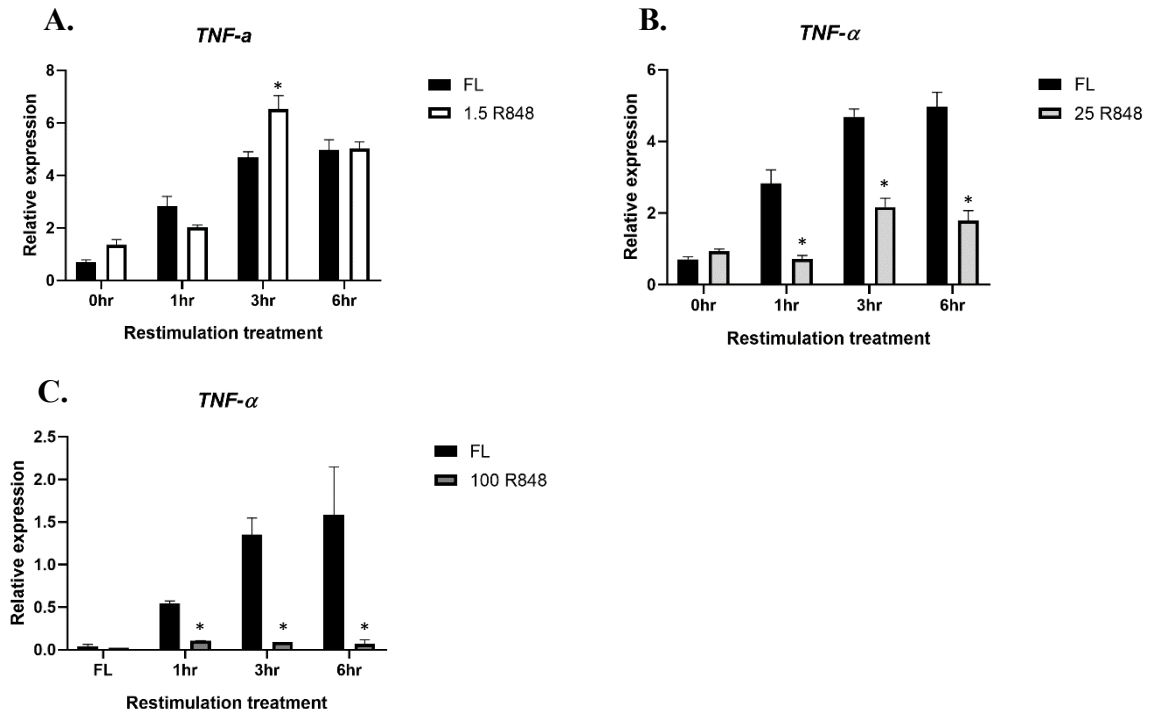 A.
TNF-a
8
6
4
2
0
Relative expression
0hr 1hr 3hr 6hr
Restimulation treatment
*
FL
1.5 R848
B.
TNF-α
6
4
2
0
Relative expression
0hr 1hr 3hr 6hr
Restimulation treatment
* * *
FL
25 R848
C.
TNF-α
2.5
2.0
1.5
1.0
0.5
0.0
Relative expression
FL 1hr 3hr 6hr
Restimulation treatment
* * *
FL
100 R848